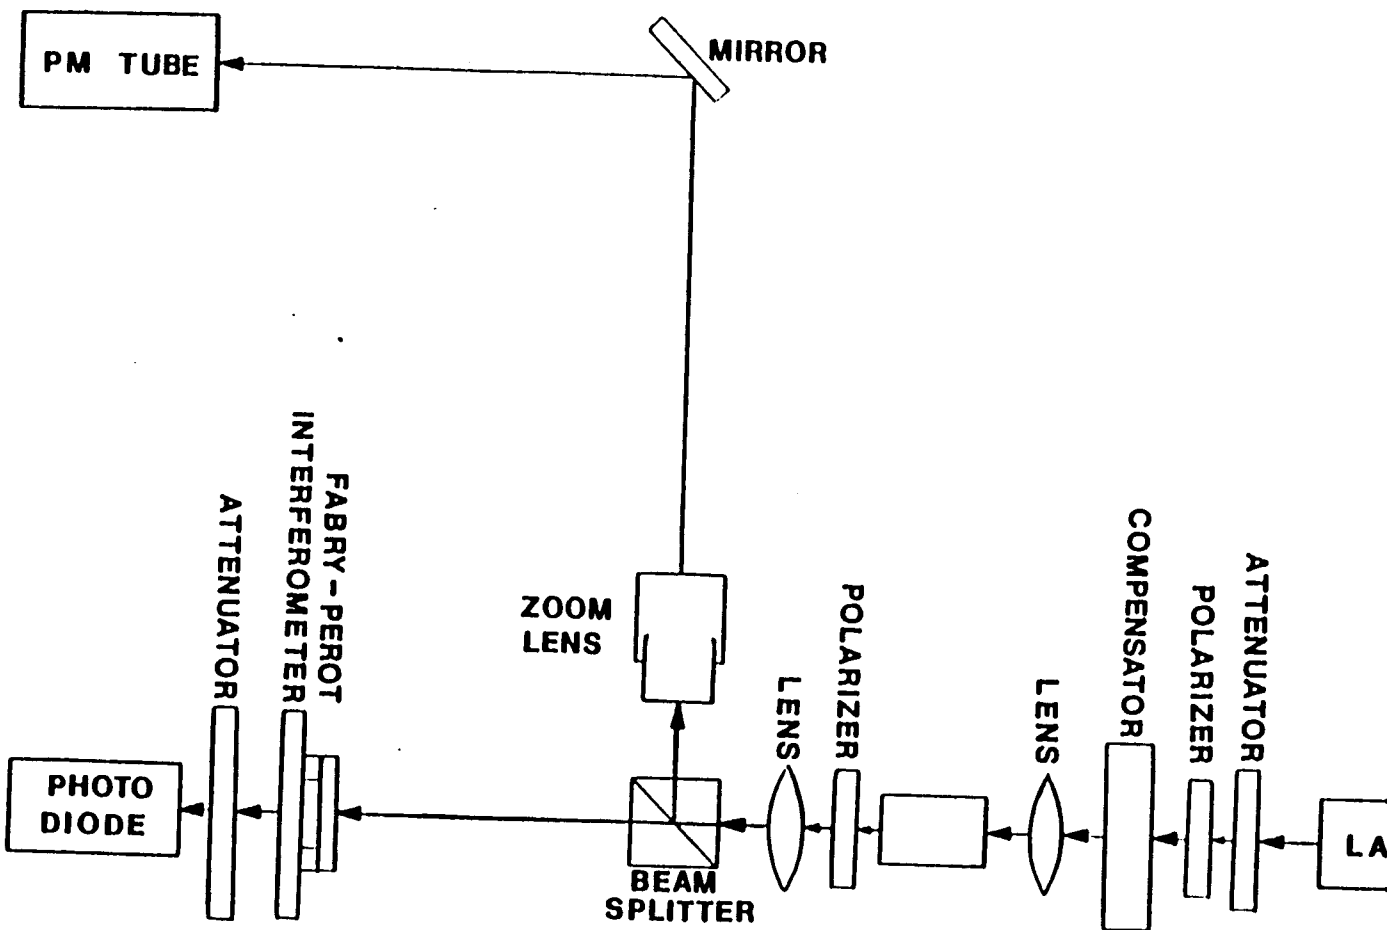 PM TUBE
MIRROR
ATTENUATOR
INTERFEROMETER
FABRY-PEROT
ZOOM
LENS
LENS
POLARIZER
LENS
COMPENSATOR
POLARIZER
ATTENUATOR
PHOTO
DIODE
BEAM
SPLITTER
LA